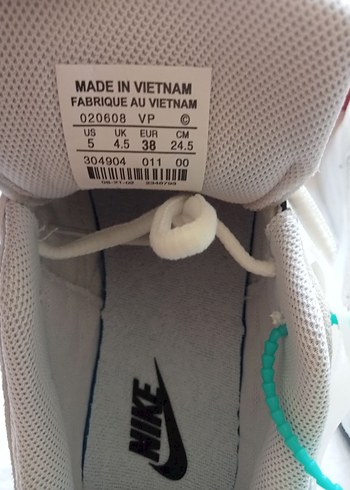 MADE IN VIETNAM
FABRIQUE AU VIETNAM
020608 VP ©
US UK EUR CM
5 4.5 38 24.5
304904 011 00
NIKE